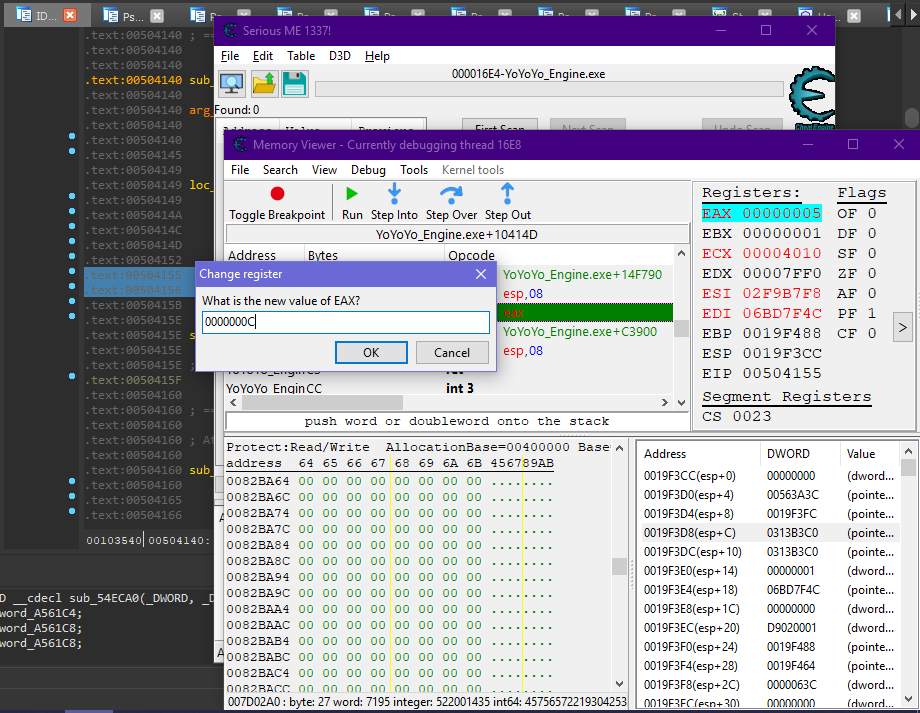 ID...
Ps...
Serious ME 1337!
File Edit Table D3D Help
000016E4-YoYoYo_Engine.exe
Found: 0
First Scan
Next Scan
Undo Scan
.text:00504140 ; ==
.text:00504140
.text:00504140
.text:00504140 sub_
.text:00504140
.text:00504140 arg_
.text:00504140
.text:00504140
.text:00504145
.text:00504149
.text:00504149 loc_
.text:00504149
.text:0050414A
.text:0050414C
.text:0050414D
.text:00504152
.text:00504155
.text:00504156
.text:0050415B
.text:0050415E
.text:0050415E s
.text:0050415E
.text:0050415E ;
.text:0050415F
.text:00504160
.text:00504160 ; ==
.text:00504160
.text:00504160 ; At
.text:00504160
.text:00504160 sub_
.text:00504160
.text:00504165
.text:00504166
00103540 00504140:
D __cdecl sub_54ECA0(_DWORD, _D
word_A561C4;
word_A561C8;
word_A561C8;
Memory Viewer - Currently debugging thread 16E8
File Search View Debug Tools Kernel tools
Toggle Breakpoint Run Step Into Step Over Step Out
YoYoYo_Engine.exe+10414D
Address Bytes Opcode
YoYoYo_Engine.exe+14F790
esp,08
eax
YoYoYo_Engine.exe+C3900
esp,08
YoYoYo_Engin CC int 3
push word or doubleword onto the stack
Change register
What is the new value of EAX?
0000000C
OK Cancel
Registers: Flags
EAX 00000005 OF 0
EBX 00000001 DF 0
ECX 00004010 SF 0
EDX 00007FF0 ZF 0
ESI 02F9B7F8 AF 0
EDI 06BD7F4C PF 1
EBP 0019F488 CF 0
ESP 0019F3CC
EIP 00504155
Segment Registers
CS 0023
>
Protect:Read/Write AllocationBase=00400000 Base=
address 64 65 66 67 68 69 6A 6B 456789AB
0082BA64 00 00 00 00 00 00 00 00 ........
0082BA6C 00 00 00 00 00 00 00 00 ........
0082BA74 00 00 00 00 00 00 00 00 ........
0082BA7C 00 00 00 00 00 00 00 00 ........
0082BA84 00 00 00 00 00 00 00 00 ........
0082BA8C 00 00 00 00 00 00 00 00 ........
0082BA94 00 00 00 00 00 00 00 00 ........
0082BA9C 00 00 00 00 00 00 00 00 ........
0082BAA4 00 00 00 00 00 00 00 00 ........
0082BAAC 00 00 00 00 00 00 00 00 ........
0082BAB4 00 00 00 00 00 00 00 00 ........
0082BABC 00 00 00 00 00 00 00 00 ........
0082BAC4 00 00 00 00 00 00 00 00 ........
0082BACC 00 00 00 00 00 00 00 00 ........
007D02A0 : byte: 27 word: 7195 integer: 522001435 int64: 45756572219304253
Address DWORD Value
0019F3CC(esp+0) 00000000 (dword...
0019F3D0(esp+4) 00563A3C (pointe...
0019F3D4(esp+8) 0019F3FC (pointe...
0019F3D8(esp+C) 0313B3C0 (pointe...
0019F3DC(esp+10) 0313B3C0 (pointe...
0019F3E0(esp+14) 00000001 (dword...
0019F3E4(esp+18) 06BD7F4C (pointe...
0019F3E8(esp+1C) 00000000 (dword...
0019F3EC(esp+20) D9020001 (dword...
0019F3F0(esp+24) 0019F488 (pointe...
0019F3F4(esp+28) 0019F464 (pointe...
0019F3F8(esp+2C) 0000063C (dword...
0019F3FC(esp+30) 00000000 (dword...